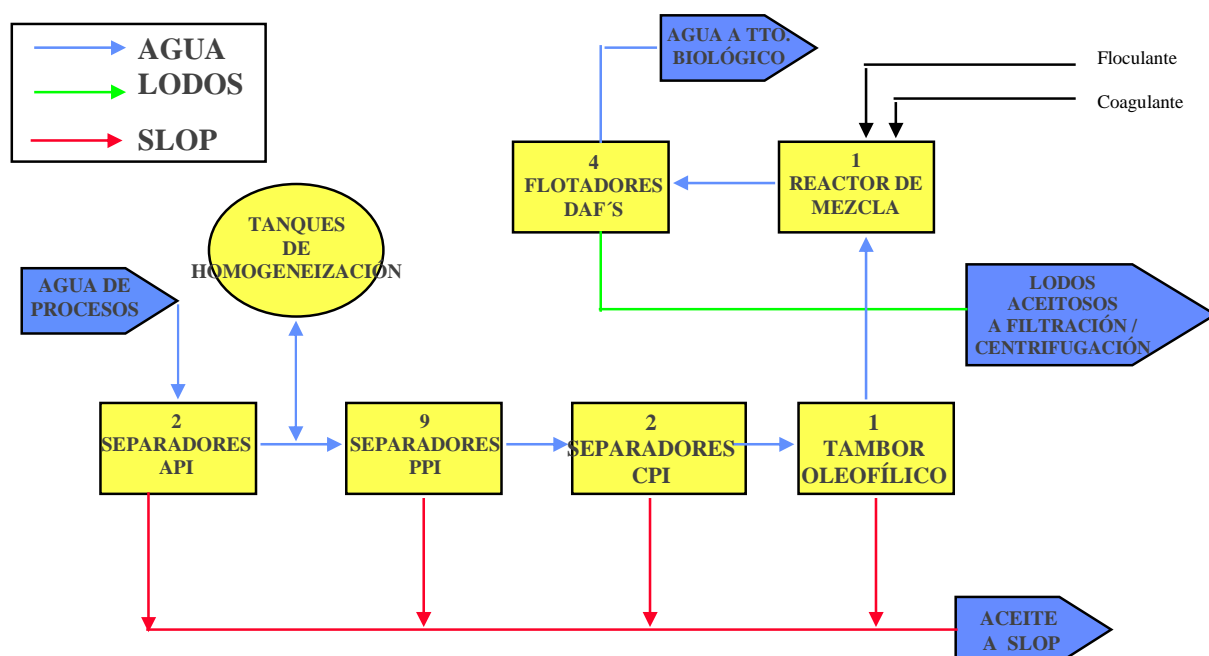 AGUA
LODOS
SLOP
AGUA A TTO.
BIOLÓGICO
Floculante
Coagulante
4
FLOTADORES
DAF´S
1
REACTOR DE
MEZCLA
TANQUES
DE
HOMOGENEIZACIÓN
AGUA DE
PROCESOS
LODOS
ACEITOSOS
A FILTRACIÓN /
CENTRIFUGACIÓN
2
SEPARADORES
API
9
SEPARADORES
PPI
2
SEPARADORES
CPI
1
TAMBOR
OLEOFÍLICO
ACEITE
A SLOP